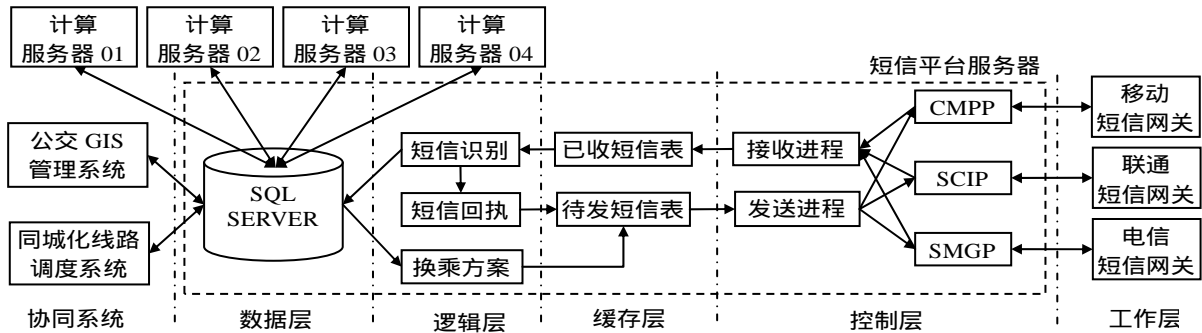 计算
服务器 01
计算
服务器 02
计算
服务器 03
计算
服务器 04
短信平台服务器
公交 GIS
管理系统
同城化线路
调度系统
SQL
SERVER
短信识别
短信回执
换乘方案
已收短信表
待发短信表
接收进程
发送进程
CMPP
SCIP
SMGP
移动
短信网关
联通
短信网关
电信
短信网关
协同系统
数据层
逻辑层
缓存层
控制层
工作层